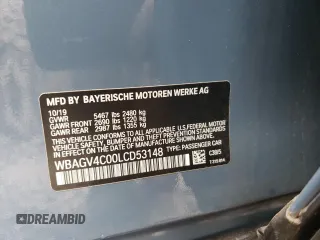 MFD BY BAYERISCHE MOTOREN WERKE AG
10/19
GVWR 5467 lbs 2480 kg
GAWR FRONT 2690 lbs 1220 kg
GAWR REAR 2987 lbs 1355 kg
THIS VEHICLE CONFORMS TO ALL APPLICABLE U.S. FEDERAL MOTOR
VEHICLE SAFETY, BUMPER, AND THEFT PREVENTION STANDARDS
IN EFFECT ON THE DATE OF MANUFACTURE SHOWN ABOVE.
WBAGV4C00LCD53148 TYPE: PASSENGER CAR
DREAMBID